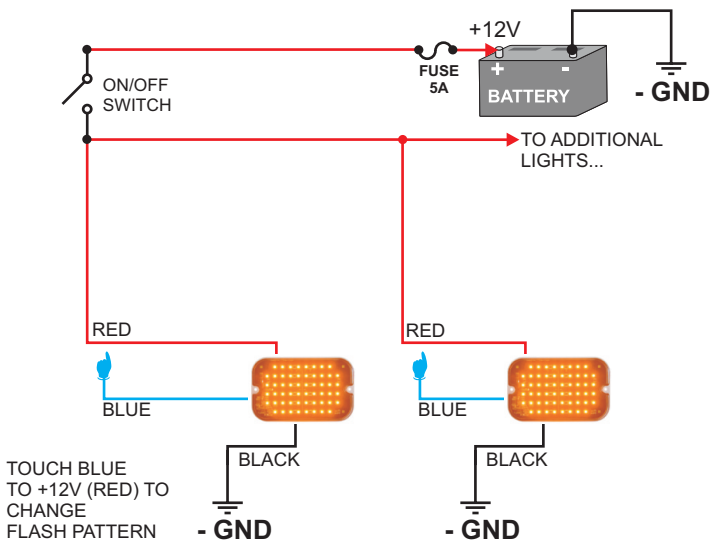 +12V
FUSE
5A
+ -
BATTERY
- GND
ON/OFF
SWITCH
TO ADDITIONAL
LIGHTS...
RED
RED
BLUE
BLUE
BLACK
BLACK
TOUCH BLUE
TO +12V (RED) TO
CHANGE
FLASH PATTERN
- GND
- GND